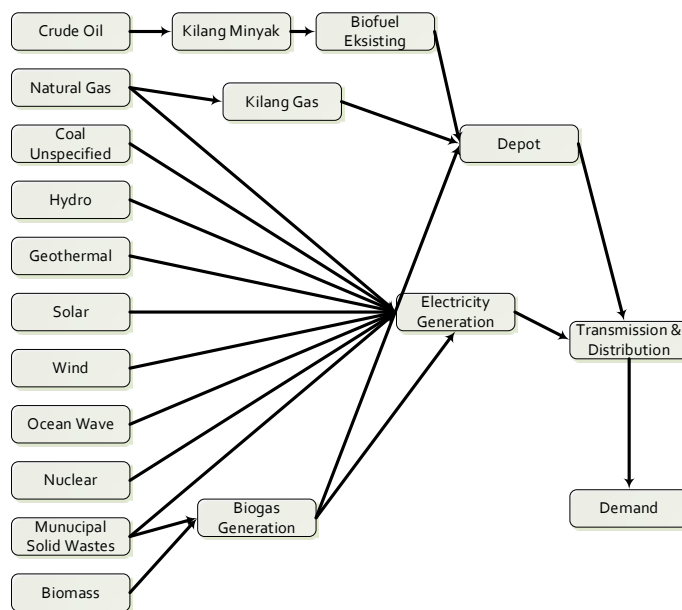 Crude Oil
Kilang Minyak
Biofuel
Eksisting
Natural Gas
Kilang Gas
Coal
Unspecified
Depot
Hydro
Geothermal
Solar
Electricity
Generation
Transmission &
Distribution
Wind
Ocean Wave
Nuclear
Biogas
Generation
Demand
Munucipal
Solid Wastes
Biomass